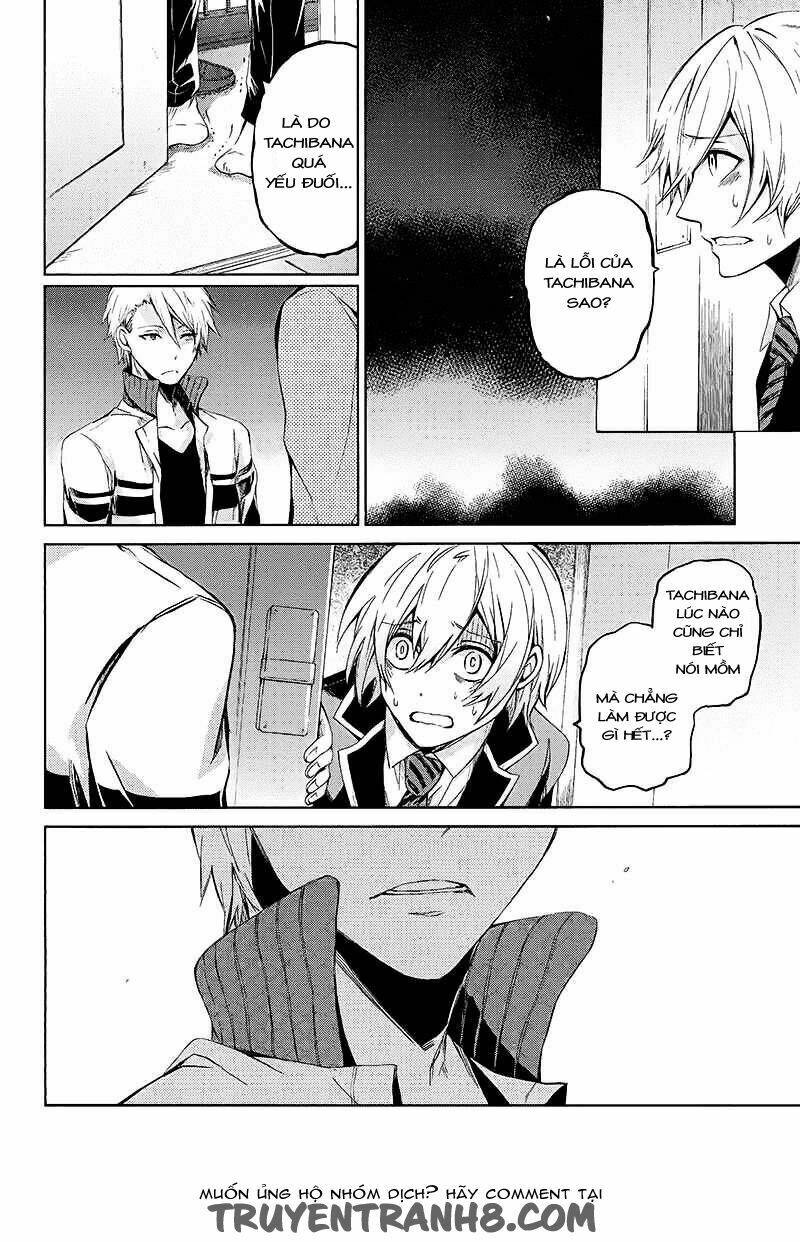 LÀ LỖI CỦA
TACHIBANA
SAO?
LÀ DO
TACHIBANA
QUÁ
YẾU ĐUỐI...
TACHIBANA
LÚC NÀO
CŨNG CHỈ
BIẾT
NÓI MỒM
MÀ CHẲNG
LÀM ĐƯỢC
GÌ HẾT...?
MUỐN ỦNG HỘ NHÓM DỊCH? HÃY COMMENT TẠI
TRUYENTRANH8.COM